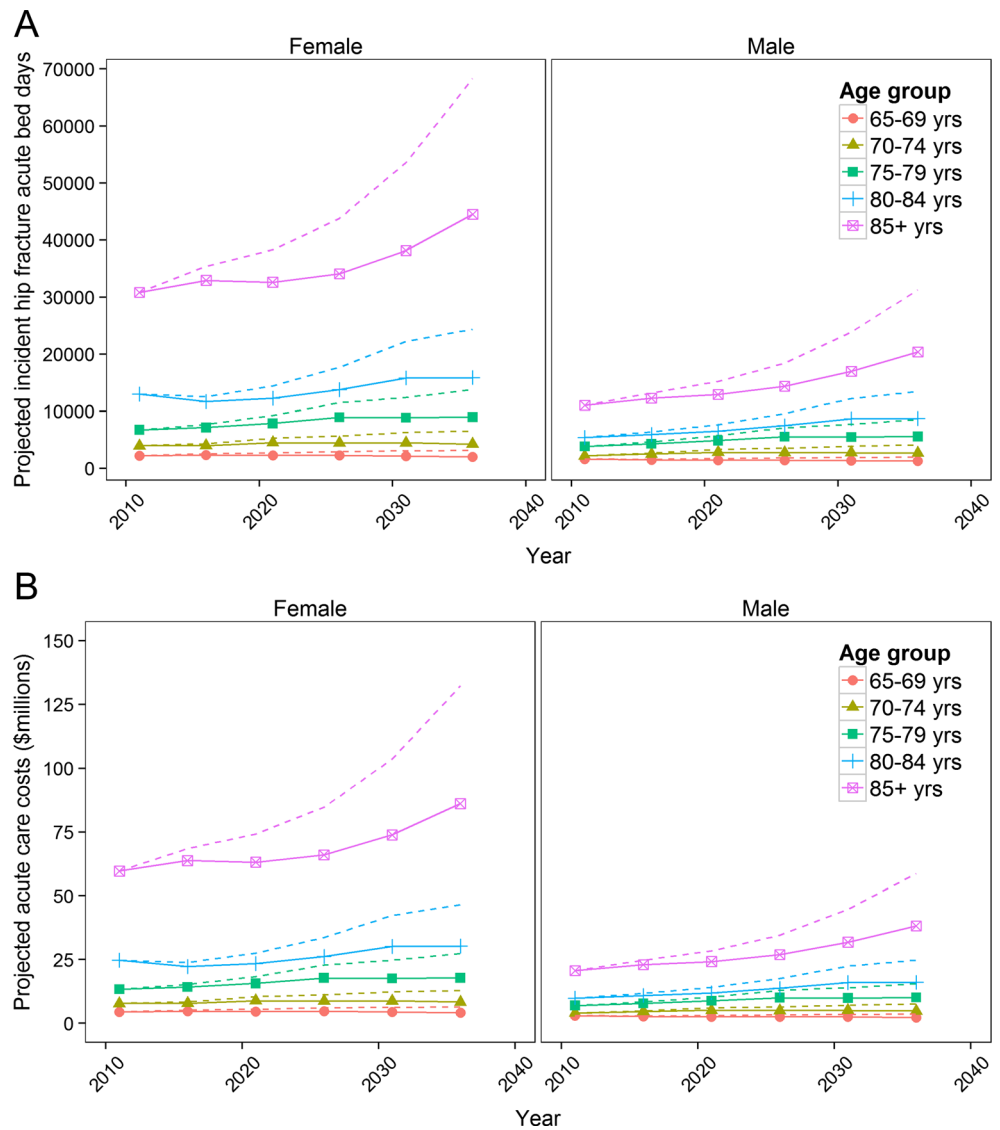 A
Female
Male
Projected incident hip fracture acute bed days
70000
60000
50000
40000
30000
20000
10000
0
Age group
65-69 yrs
70-74 yrs
75-79 yrs
80-84 yrs
85+ yrs
2010
2020
2030
2040
2010
2020
2030
2040
Year
B
Female
Male
Projected acute care costs ($millions)
150
125
100
75
50
25
0
Age group
65-69 yrs
70-74 yrs
75-79 yrs
80-84 yrs
85+ yrs
2010
2020
2030
2040
2010
2020
2030
2040
Year